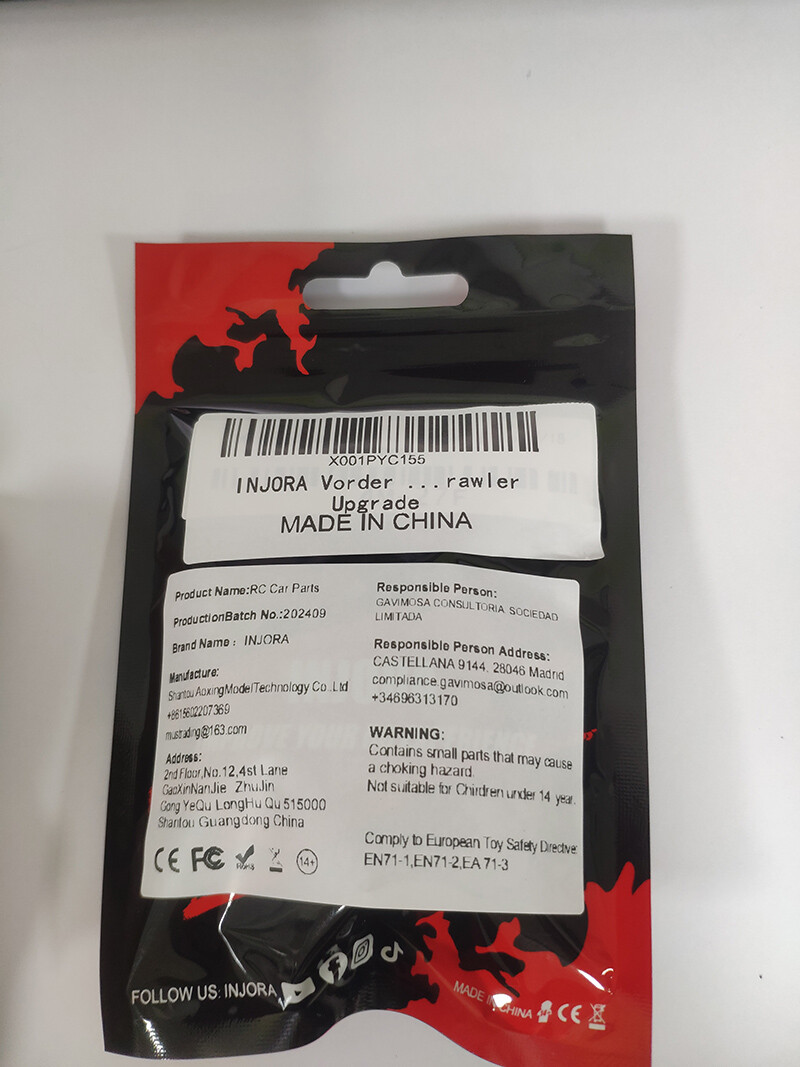 X001PYC155
INJORA Vorder ...rawler
Upgrade
MADE IN CHINA
Product Name:RC Car Parts
ProductionBatch No.:202409
Brand Name: INJORA
Manufacture:
Shantou AoxingModelTechnology Co.,Ltd
+8615602207369
mustrading@163.com
Address:
2nd Floor,No.12,4st Lane
GaoXinNanJie ZhuJin
Gong YeQu LongHu Qu 515000
Shantou Guangdong China
CE FC RoHS 14+
Responsible Person:
GAVIMOSA CONSULTORIA SOCIEDAD
LIMITADA
Responsible Person Address:
CASTELLANA 9144. 28046 Madrid
compliance.gavimosa@outlook.com
+34696313170
WARNING:
Contains small parts that may cause
a choking hazard.
Not suitable for Chirdren under 14 year.
Comply to European Toy Safety Directive:
EN71-1,EN71-2,EA 71-3
FOLLOW US: INJORA
MADE IN CHINA CE